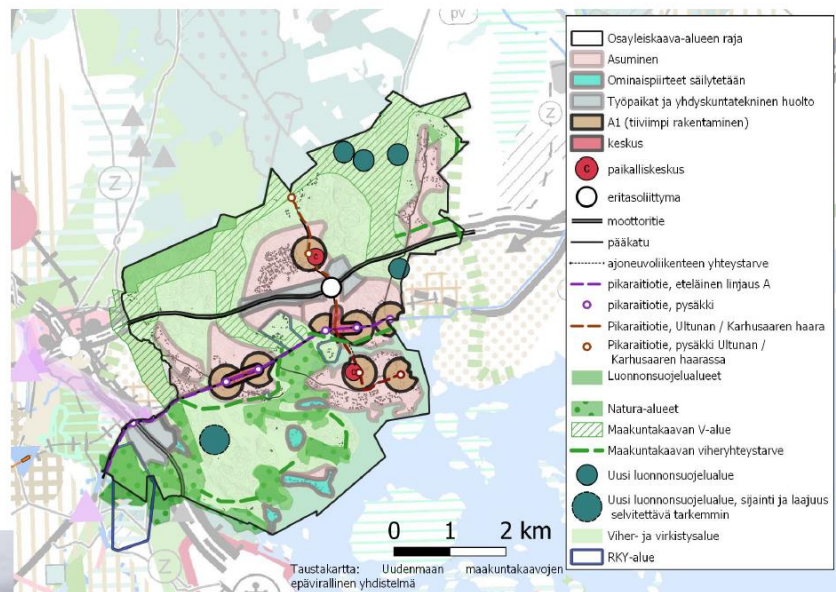 pv
Z
Z
Z
C
C
0 1 2 km
Taustakartta: Uudenmaan maakuntakaavojen
epävirallinen yhdistelmä
Osayleiskaava-alueen raja
Asuminen
Ominaispiirteet säilytetään
Työpaikat ja yhdyskuntatekninen huolto
A1 (tiiviimpi rakentaminen)
keskus
C paikalliskeskus
eritasoliittyma
moottoritie
pääkatu
ajoneuvoliikenteen yhteystarve
pikaraitiotie, eteläinen linjaus A
pikaraitiotie, pysäkki
Pikaraitiotie, Ultunan / Karhusaaren haara
Pikaraitiotie, pysäkki Ultunan /
Karhusaaren haarassa
Luonnonsuojelualueet
Natura-alueet
Maakuntakaavan V-alue
Maakuntakaavan viheryhteystarve
Uusi luonnonsuojelualue
Uusi luonnonsuojelualue, sijainti ja laajuus
selvitettävä tarkemmin
Viher- ja virkistysalue
RKY-alue